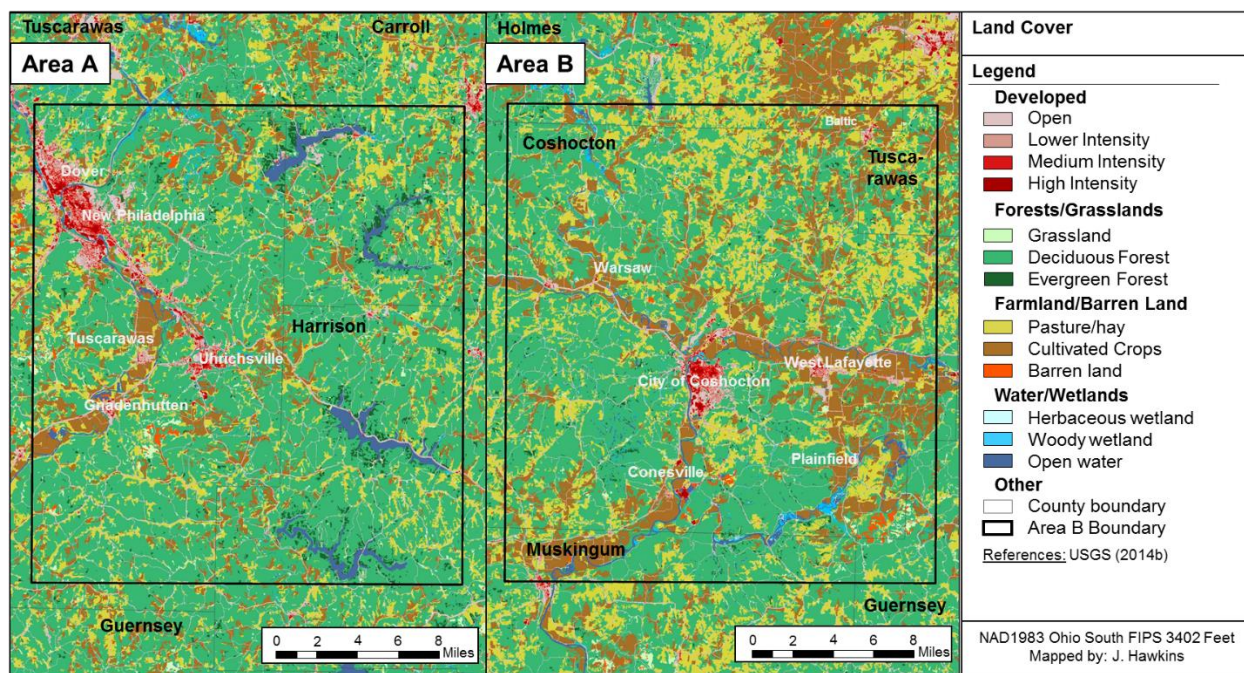 Tuscarawas
Carroll
Area A
Dover
New Philadelphia
Harrison
Tuscarawas
Uhrichsville
Gnadenhutten
Guernsey
0 2 4 6 8
Miles
Holmes
Area B
Baltic
Coshocton
Tusca-
rawas
Warsaw
West Lafayette
City of Coshocton
Plainfield
Conesville
Muskingum
Guernsey
0 2 4 6 8
Miles
Land Cover
Legend
Developed
Open
Lower Intensity
Medium Intensity
High Intensity
Forests/Grasslands
Grassland
Deciduous Forest
Evergreen Forest
Farmland/Barren Land
Pasture/hay
Cultivated Crops
Barren land
Water/Wetlands
Herbaceous wetland
Woody wetland
Open water
Other
County boundary
Area B Boundary
References: USGS (2014b)
NAD1983 Ohio South FIPS 3402 Feet
Mapped by: J. Hawkins